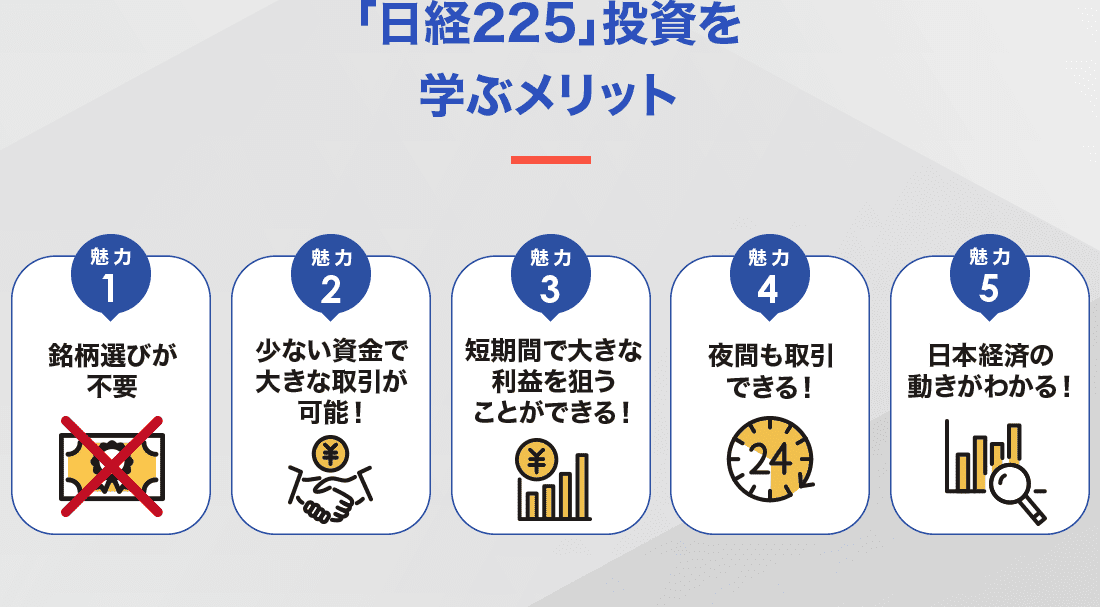 「日経225」投資を
学ぶメリット
魅力
1
銘柄選びが
不要
魅力
2
少ない資金で
大きな取引が
可能！
¥
魅力
3
短期間で大きな
利益を狙う
ことができる！
¥
魅力
4
夜間も取引
できる！
24
魅力
5
日本経済の
動きがわかる！